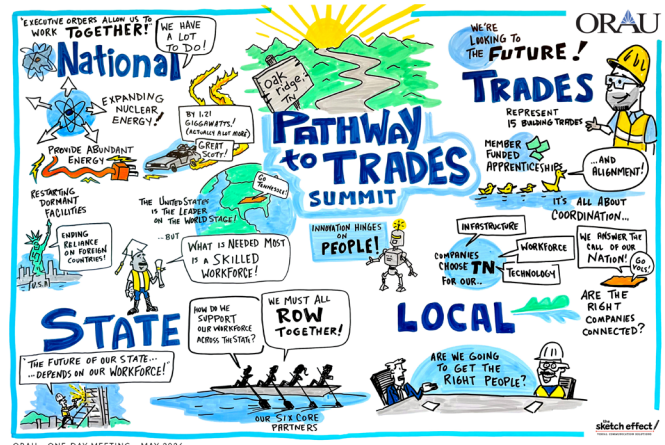 "EXECUTIVE ORDERS ALLOW US TO
WORK TOGETHER!"
WE HAVE
A LOT
TO DO!
National
EXPANDING
NUCLEAR
ENERGY!
BY 1.21
GIGGAWATTS!
(ACTUALLY A LOT MORE)
GREAT
SCOTT!
PROVIDE ABUNDANT
ENERGY
RESTARTING
DORMANT
FACILITIES
ENDING
RELIANCE
ON FOREIGN
COUNTRIES!
U.S.A
THE UNITED STATES
IS THE LEADER
ON THE WORLD STAGE!
GO
TENNESSEE!
... BUT
WHAT IS NEEDED MOST
IS A SKILLED
WORKFORCE!
Oak
ridge,
TN
PATHWAY
to TRADES
SUMMIT
INNOVATION HINGES
ON
PEOPLE!
ORAU
WE'RE
LOOKING TO
THE FUTURE!
TRADES
REPRESENT
15 BUILDING TRADES
MEMBER
FUNDED
APPRENTICESHIPS
...AND
ALIGNMENT!
IT'S ALL ABOUT
COORDINATION...
INFASTRUCTURE
WORKFORCE
TECHNOLOGY
COMPANIES
CHOOSE TN
FOR OUR..
WE ANSWER THE
CALL OF OUR
NATION!
GO
VOLS!
STATE
"THE FUTURE OF OUR STATE...
...DEPENDS ON OUR WORKFORCE!"
HOW DO WE
SUPPORT
OUR WORKFORCE
ACROSS THE STATE?
WE MUST ALL
ROW
TOGETHER!
OUR SIX CORE
PARTNERS
LOCAL
ARE THE
RIGHT
COMPANIES
CONNECTED?
ARE WE GOING
TO GET THE
RIGHT PEOPLE?
the
sketch effect!